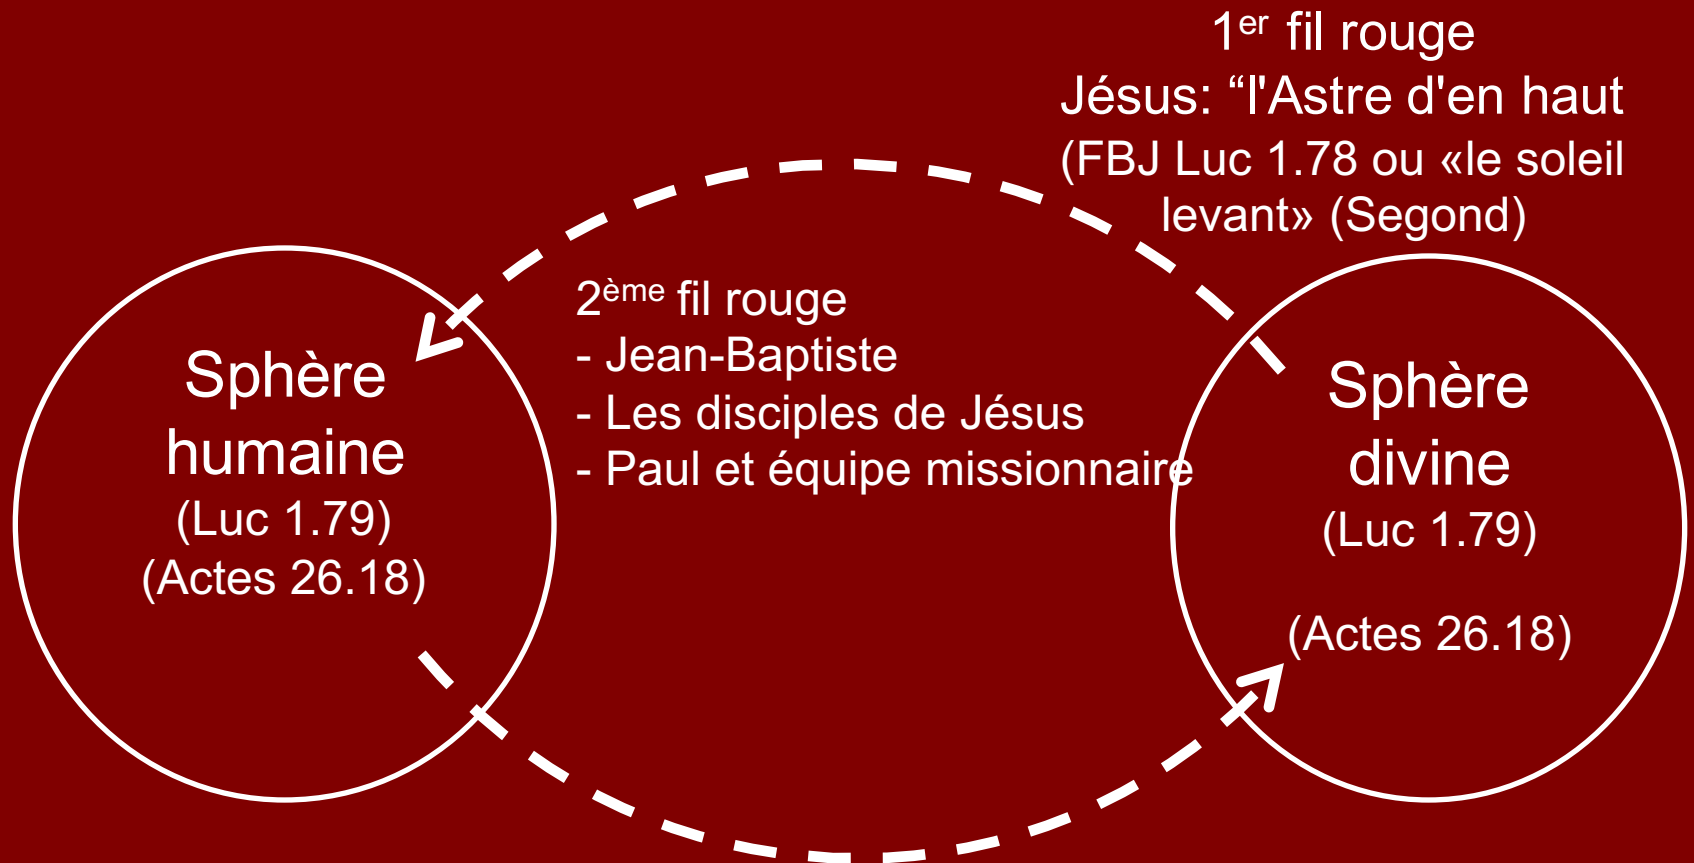 1er fil rouge
Jésus: “l'Astre d'en haut
(FBJ Luc 1.78 ou «le soleil
levant» (Segond)
2ème fil rouge
- Jean-Baptiste
- Les disciples de Jésus
- Paul et équipe missionnaire
Sphère
humaine
(Luc 1.79)
(Actes 26.18)
Sphère
divine
(Luc 1.79)
(Actes 26.18)